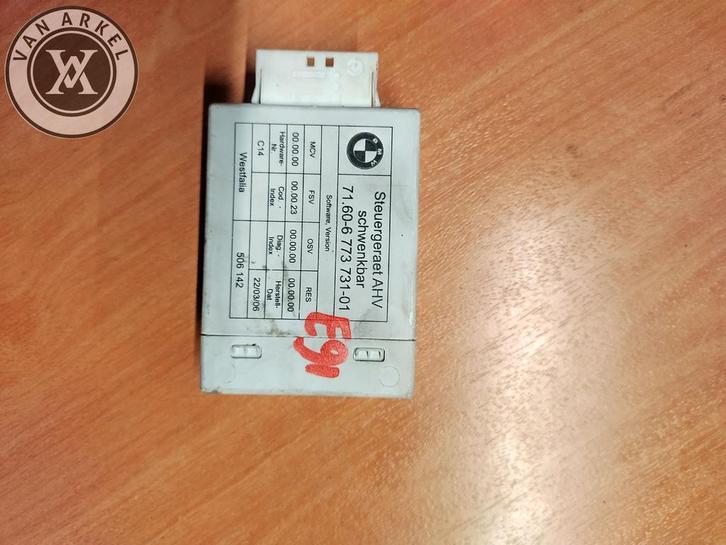 VAN ARKEL
BMW
Steuergeraet AHV
schwenkbar
71.60-6 773 731-01
Software, Version
MCV FSV OSV RES
00.00.00 00.00.23 00.00.00 00.00.00
Hardware-Nr Cod.-Index Diag.-Index Herstell-Dat
C14 22/03/06
Westfalia 506 142
E91